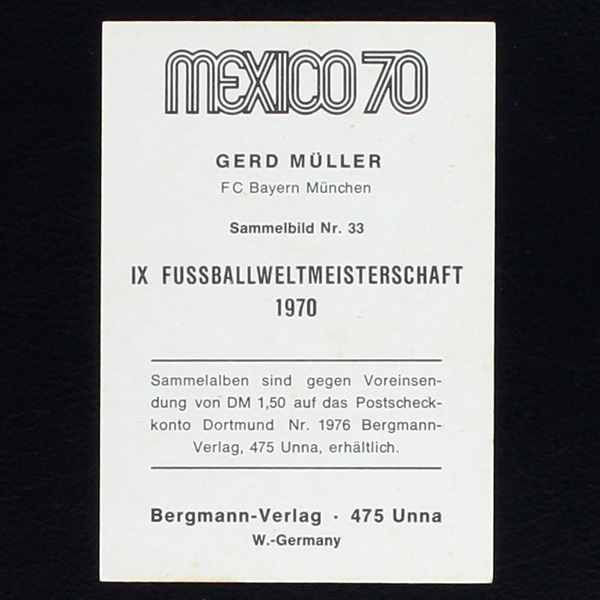 MEXICO 70
GERD MÜLLER
FC Bayern München
Sammelbild Nr. 33
IX FUSSBALLWELTMEISTERSCHAFT
1970
Sammelalben sind gegen Voreinsen-
dung von DM 1,50 auf das Postscheck-
konto Dortmund Nr. 1976 Bergmann-
Verlag, 475 Unna, erhältlich.
Bergmann-Verlag · 475 Unna
W.-Germany